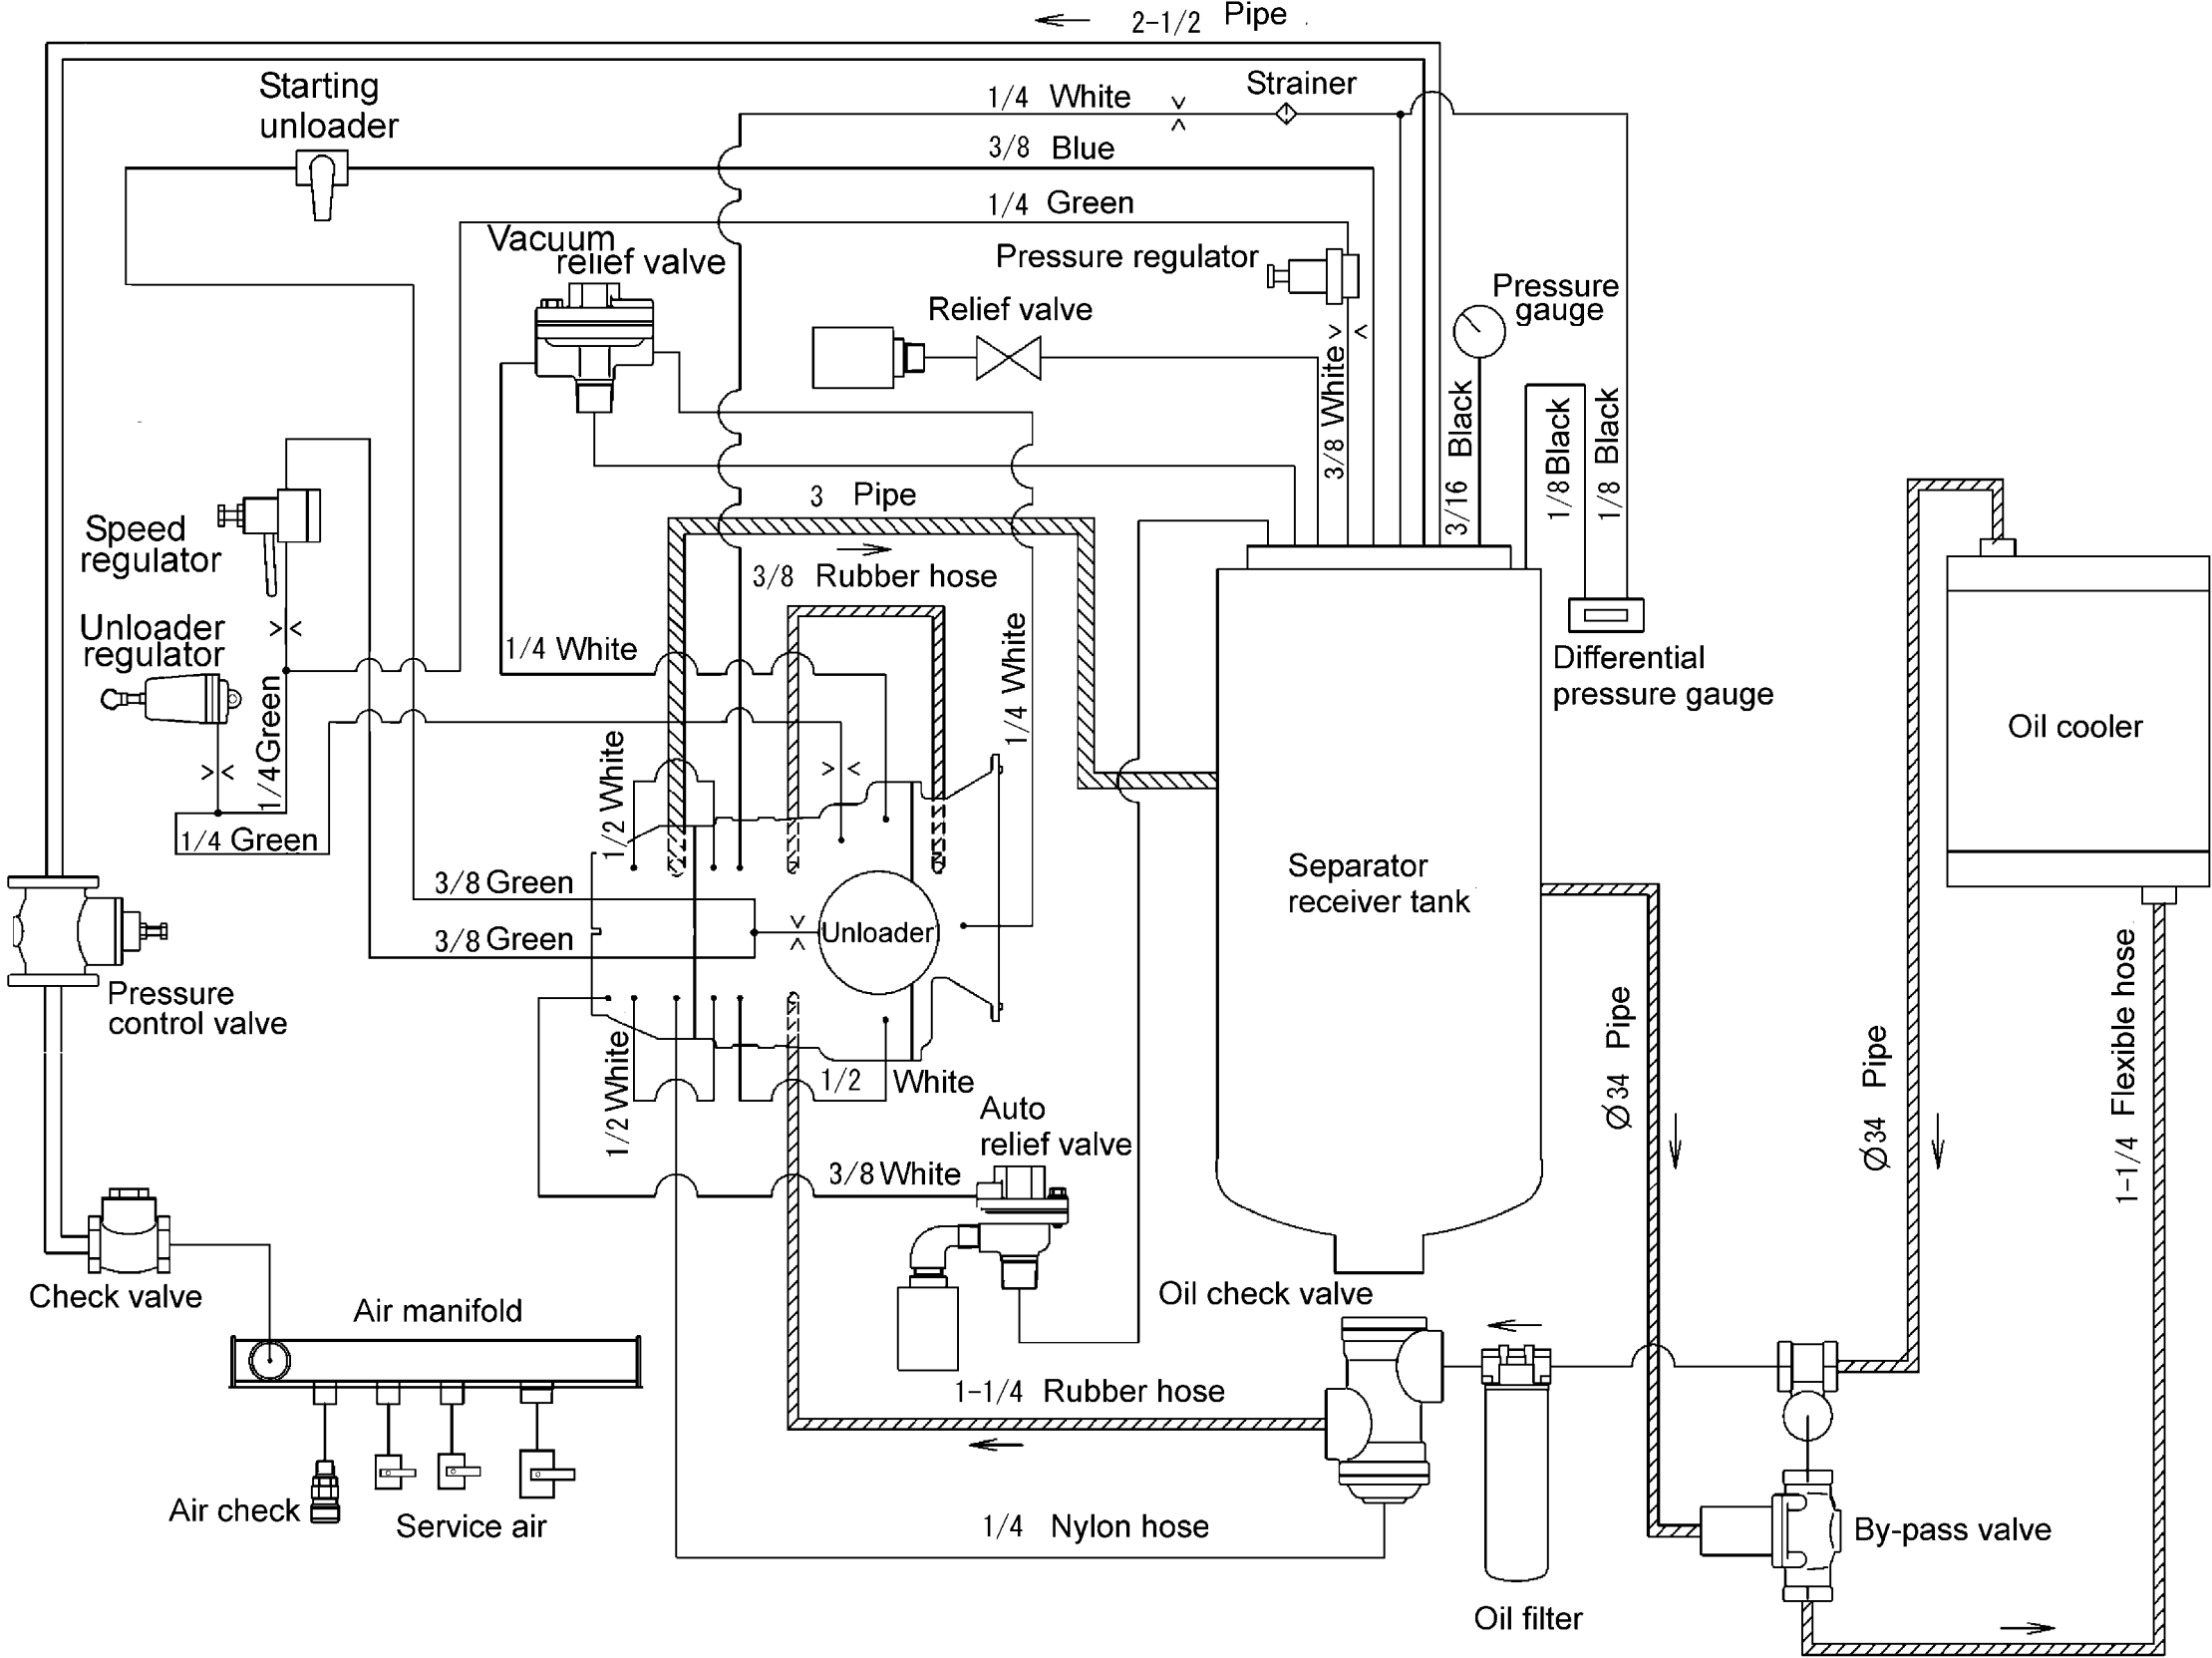 2-1/2 Pipe
Starting
unloader
1/4 White
Strainer
3/8 Blue
1/4 Green
Vacuum
relief valve
Pressure regulator
Relief valve
Pressure
gauge
3/8 White
3/16 Black
1/8 Black
1/8 Black
3 Pipe
Speed
regulator
3/8 Rubber hose
Unloader
regulator
1/4 White
1/4 White
Differential
pressure gauge
1/4 Green
1/2 White
Oil cooler
1/4 Green
Separator
receiver tank
3/8 Green
Unloader
3/8 Green
Pressure
control valve
1/2 White
1/2 White
Ø34 Pipe
Ø34 Pipe
1-1/4 Flexible hose
Auto
relief valve
3/8 White
Check valve
Oil check valve
Air manifold
1-1/4 Rubber hose
Air check
Service air
1/4 Nylon hose
By-pass valve
Oil filter